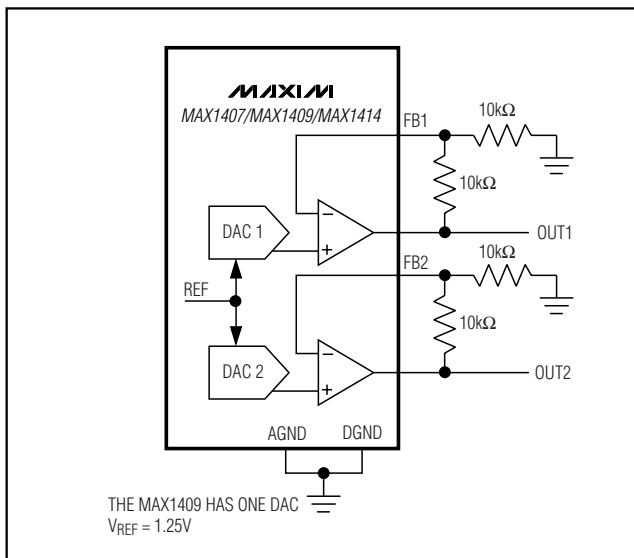 MAXIM
MAX1407/MAX1409/MAX1414
FB1
10kΩ
10kΩ
DAC 1
−
+
OUT1
FB2
10kΩ
REF
10kΩ
DAC 2
−
+
OUT2
AGND
DGND
THE MAX1409 HAS ONE DAC
VREF = 1.25V